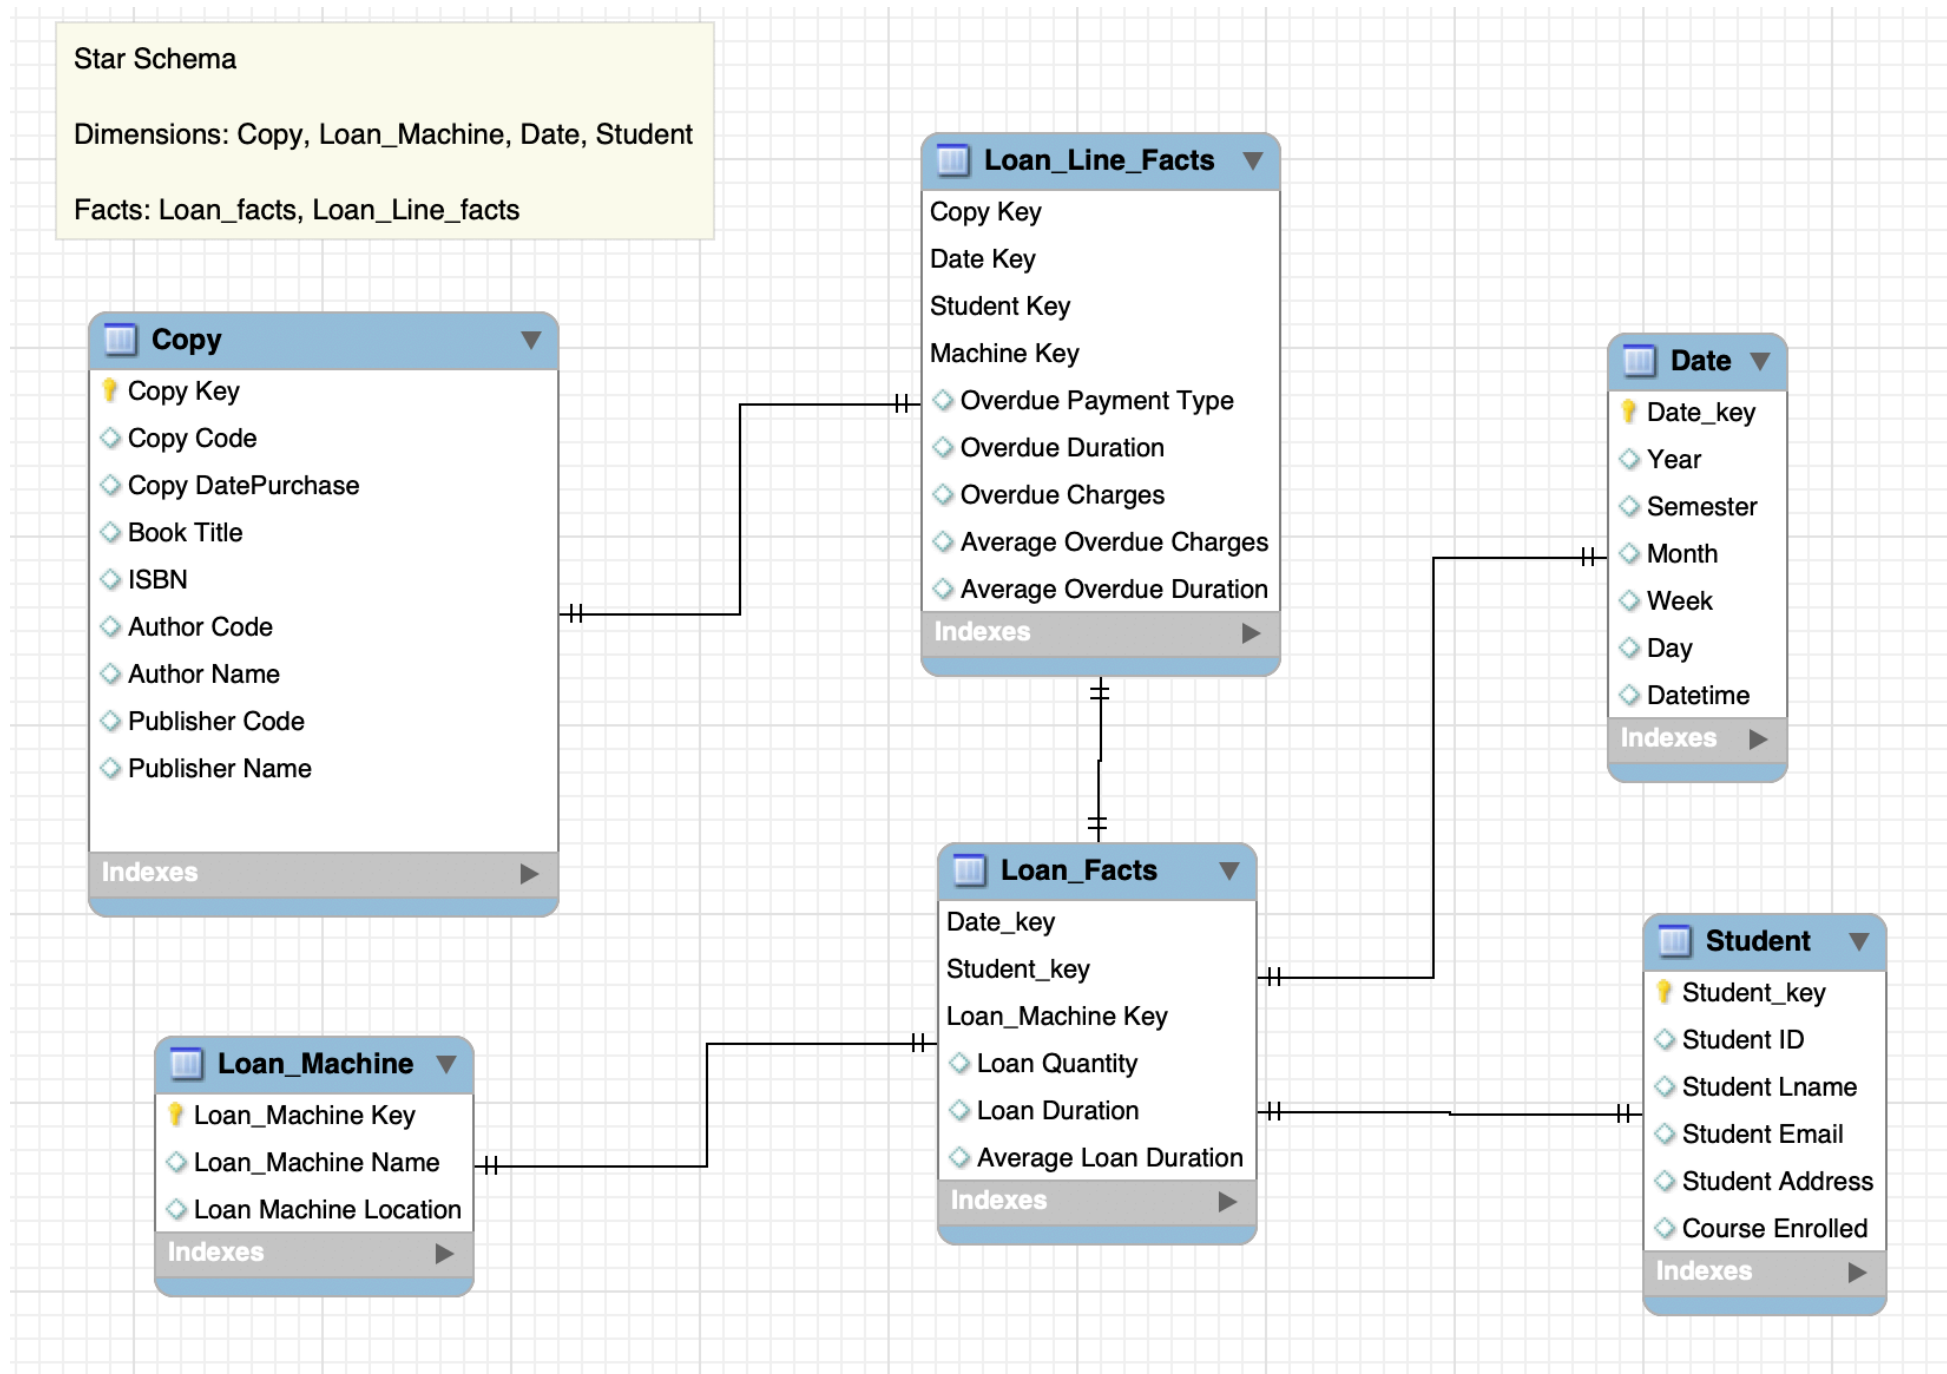 Star Schema
Dimensions: Copy, Loan_Machine, Date, Student
Facts: Loan_facts, Loan_Line_facts
Copy
Copy Key
Copy Code
Copy DatePurchase
Book Title
ISBN
Author Code
Author Name
Publisher Code
Publisher Name
Indexes
Loan_Line_Facts
Copy Key
Date Key
Student Key
Machine Key
Overdue Payment Type
Overdue Duration
Overdue Charges
Average Overdue Charges
Average Overdue Duration
Indexes
Date
Date_key
Year
Semester
Month
Week
Day
Datetime
Indexes
Loan_Machine
Loan_Machine Key
Loan_Machine Name
Loan Machine Location
Indexes
Loan_Facts
Date_key
Student_key
Loan_Machine Key
Loan Quantity
Loan Duration
Average Loan Duration
Indexes
Student
Student_key
Student ID
Student Lname
Student Email
Student Address
Course Enrolled
Indexes